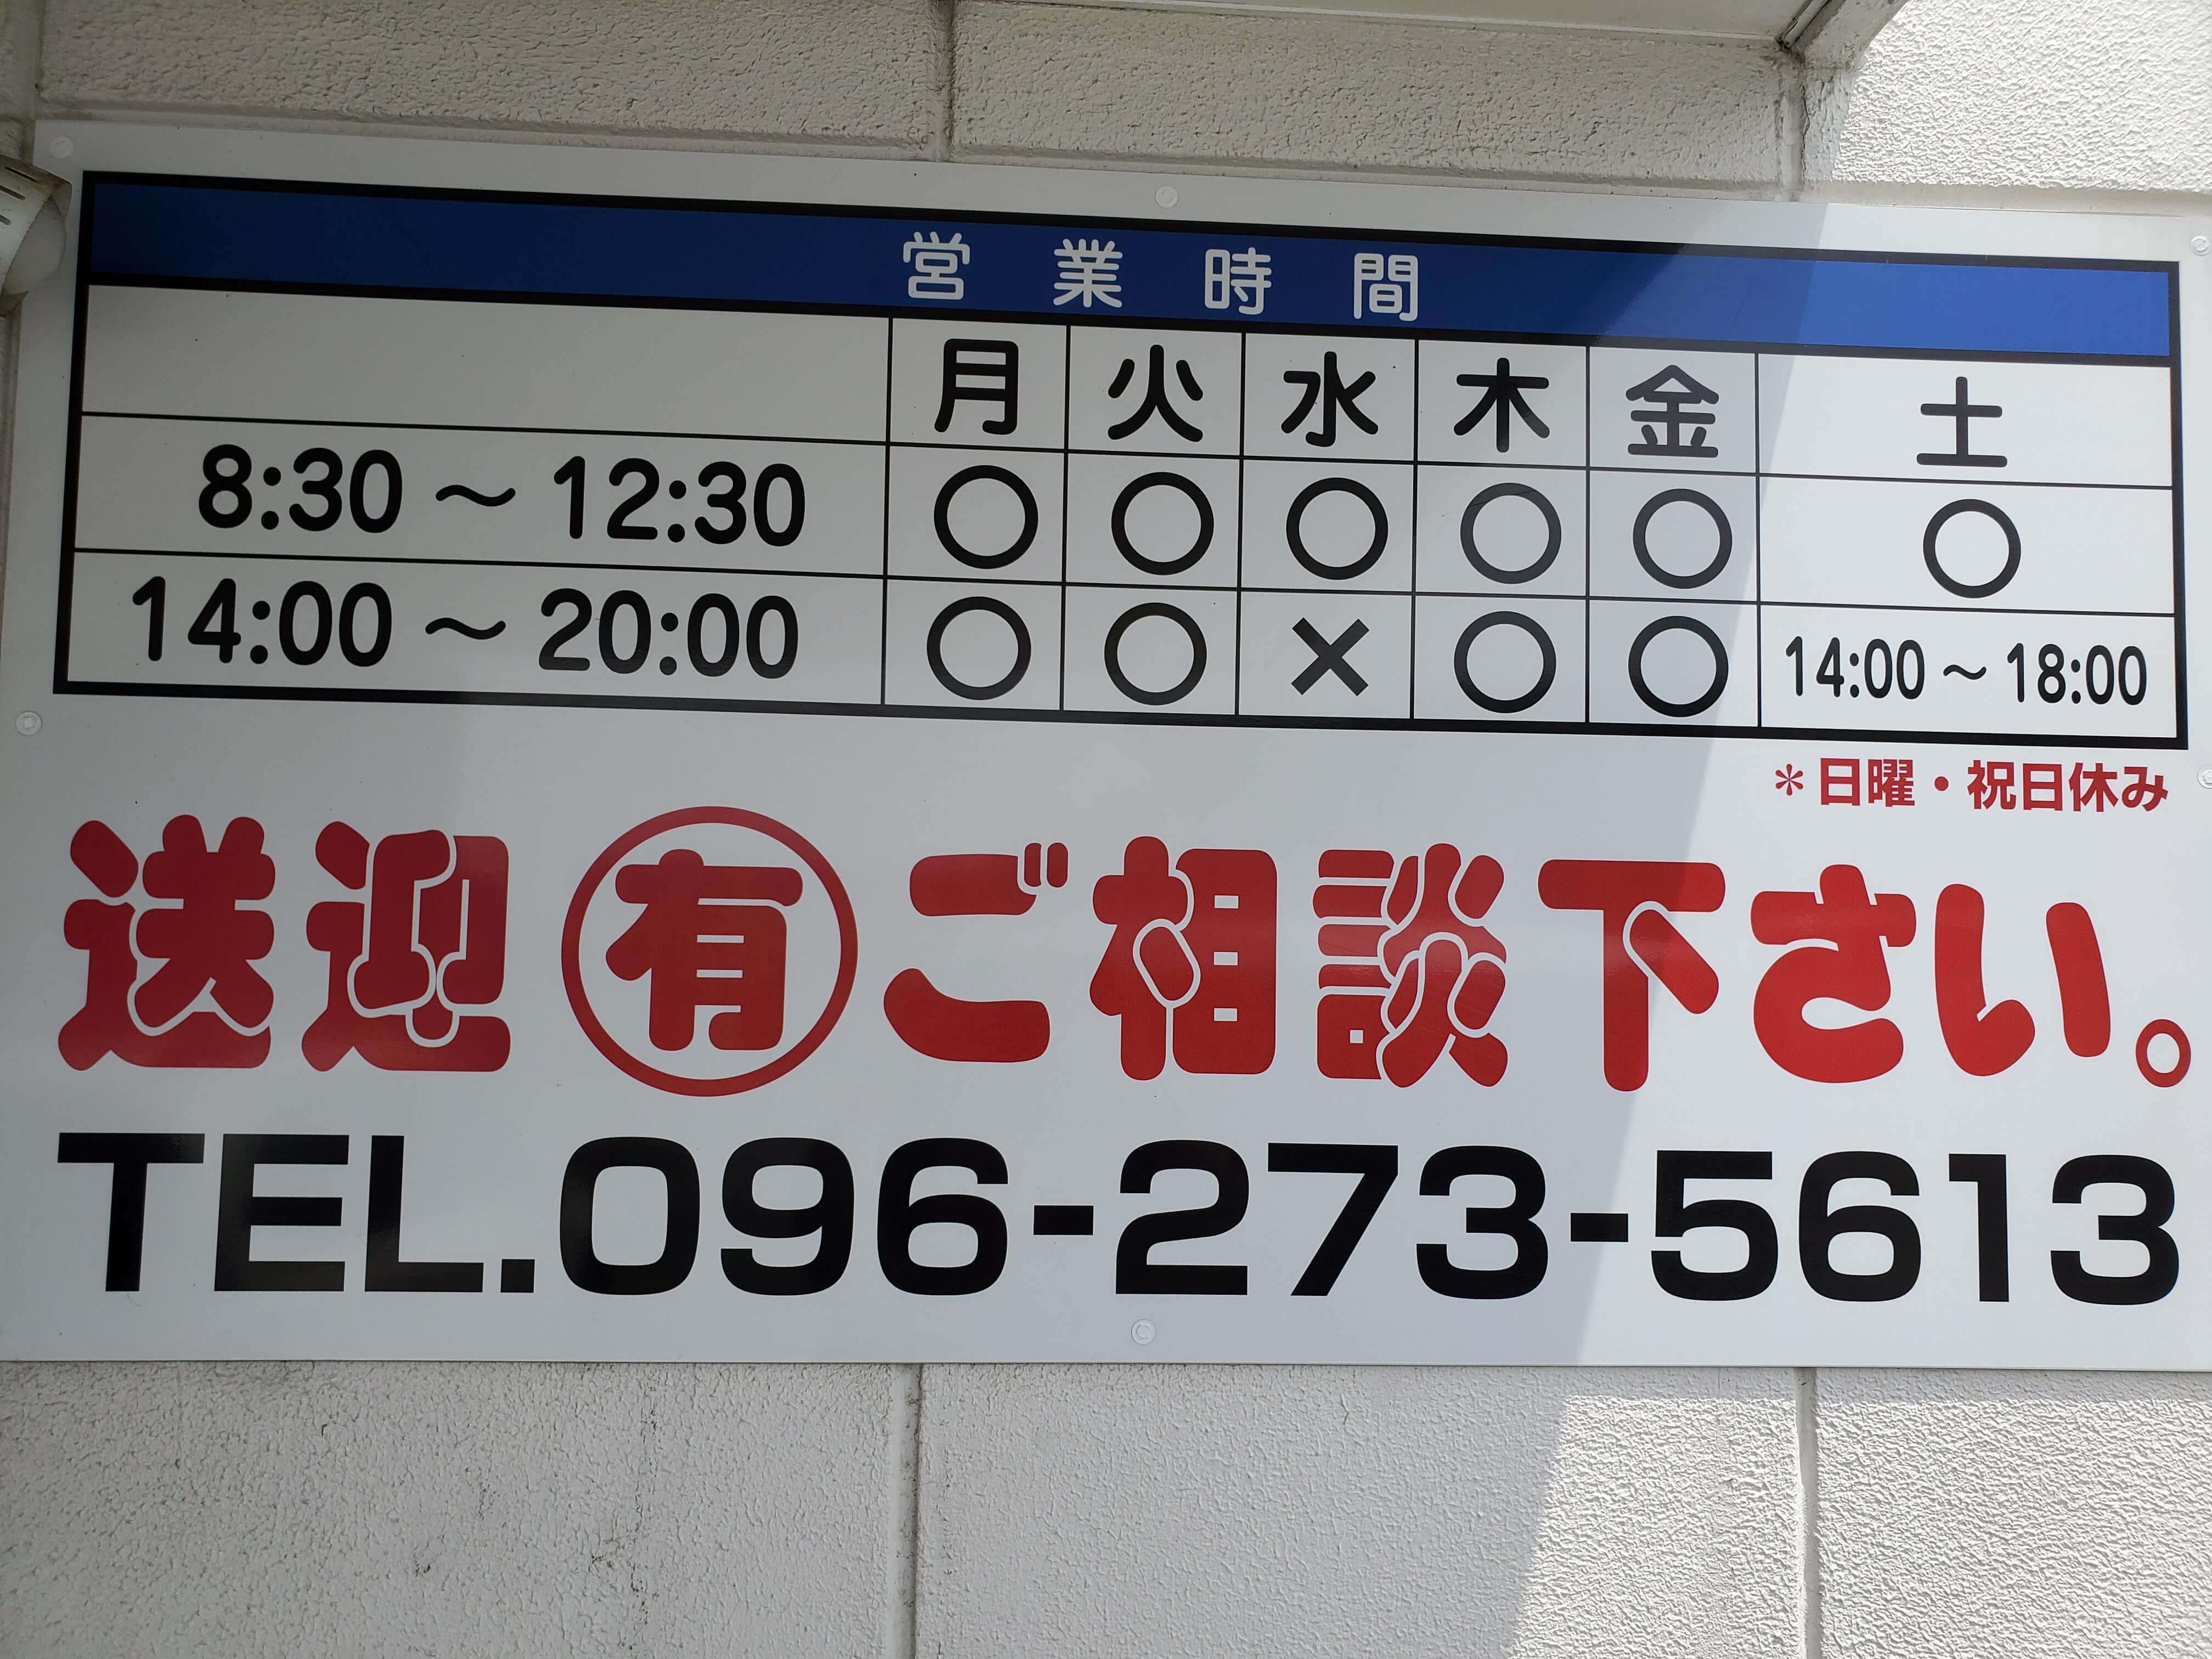 営業時間
月 火 水 木 金 土
8:30～12:30 ○ ○ ○ ○ ○ ○
14:00～20:00 ○ ○ × ○ ○ 14:00～18:00
＊日曜・祝日休み
送迎有ご相談下さい。
TEL.096-273-5613